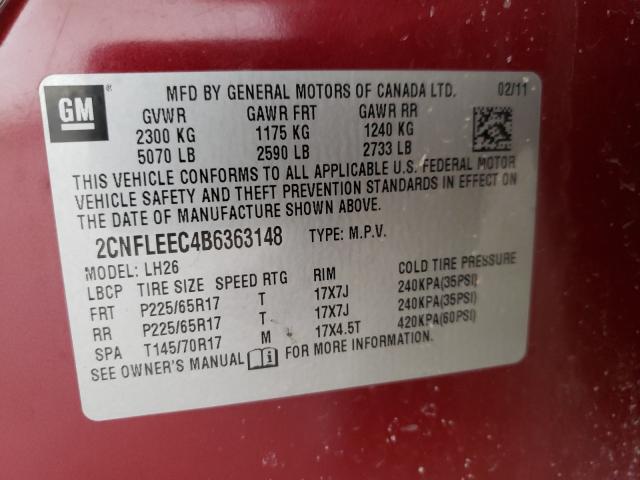 GM ®
MFD BY GENERAL MOTORS OF CANADA LTD. 02/11
GVWR GAWR FRT GAWR RR
2300 KG 1175 KG 1240 KG
5070 LB 2590 LB 2733 LB
THIS VEHICLE CONFORMS TO ALL APPLICABLE U.S. FEDERAL MOTOR
VEHICLE SAFETY AND THEFT PREVENTION STANDARDS IN EFFECT ON
THE DATE OF MANUFACTURE SHOWN ABOVE.
2CNFLEEC4B6363148 TYPE: M.P.V.
MODEL: LH26
LBCP TIRE SIZE SPEED RTG RIM COLD TIRE PRESSURE
FRT P225/65R17 T 17X7J 240KPA(35PSI)
RR P225/65R17 T 17X7J 240KPA(35PSI)
SPA T145/70R17 M 17X4.5T 420KPA(60PSI)
SEE OWNER'S MANUAL FOR MORE INFORMATION.